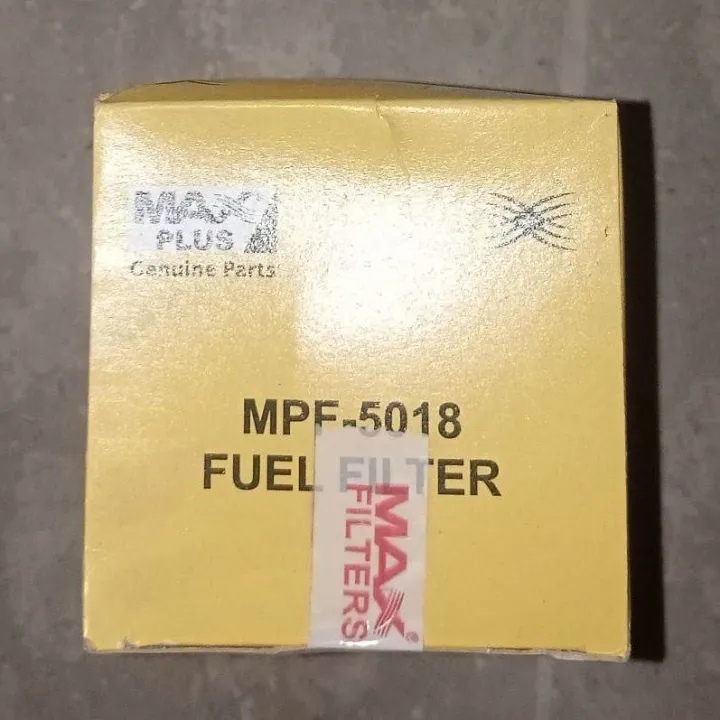 MAX
PLUS
Genuine Parts
MPF-5018
FUEL FILTER
MAX®
FILTERS